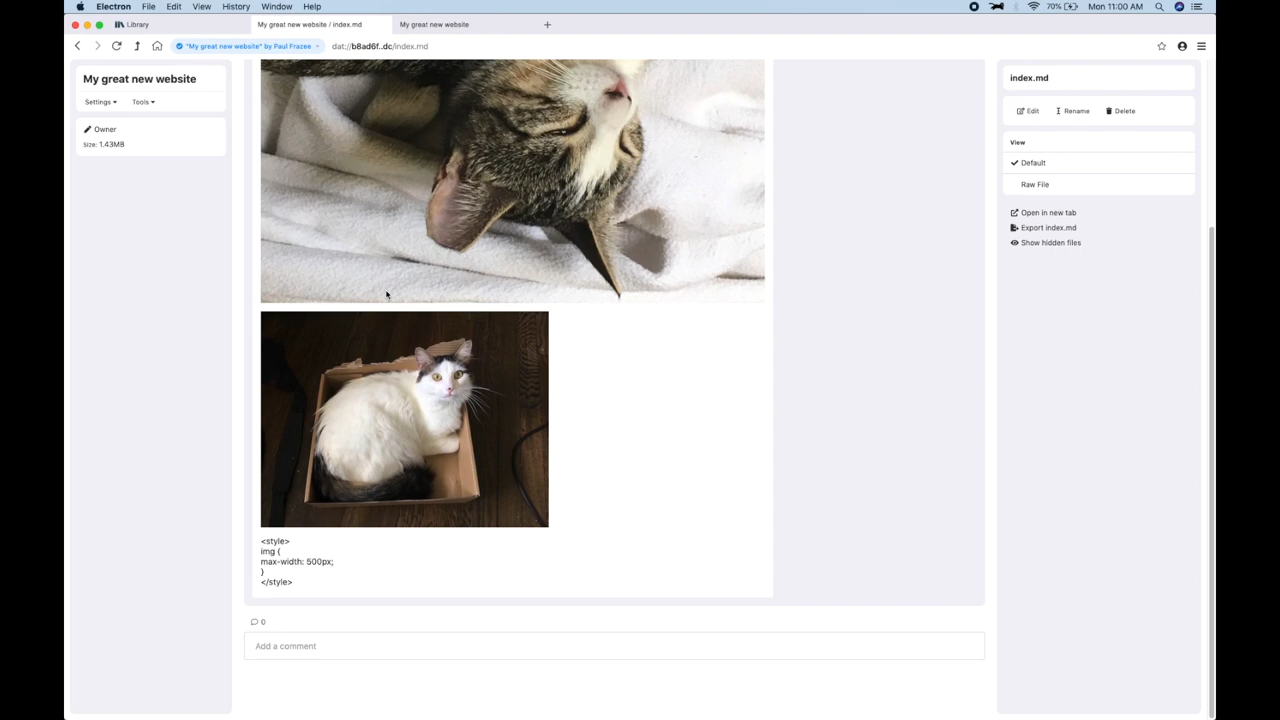 Electron File Edit View History Window Help
70% Mon 11:00 AM
Library
My great new website / index.md
My great new website
"My great new website" by Paul Frazee
dat://b8ad6f..dc/index.md
My great new website
Settings Tools
Owner
Size: 1.43MB
<style>
img {
max-width: 500px;
}
</style>
0
Add a comment
index.md
Edit Rename Delete
View
Default
Raw File
Open in new tab
Export index.md
Show hidden files